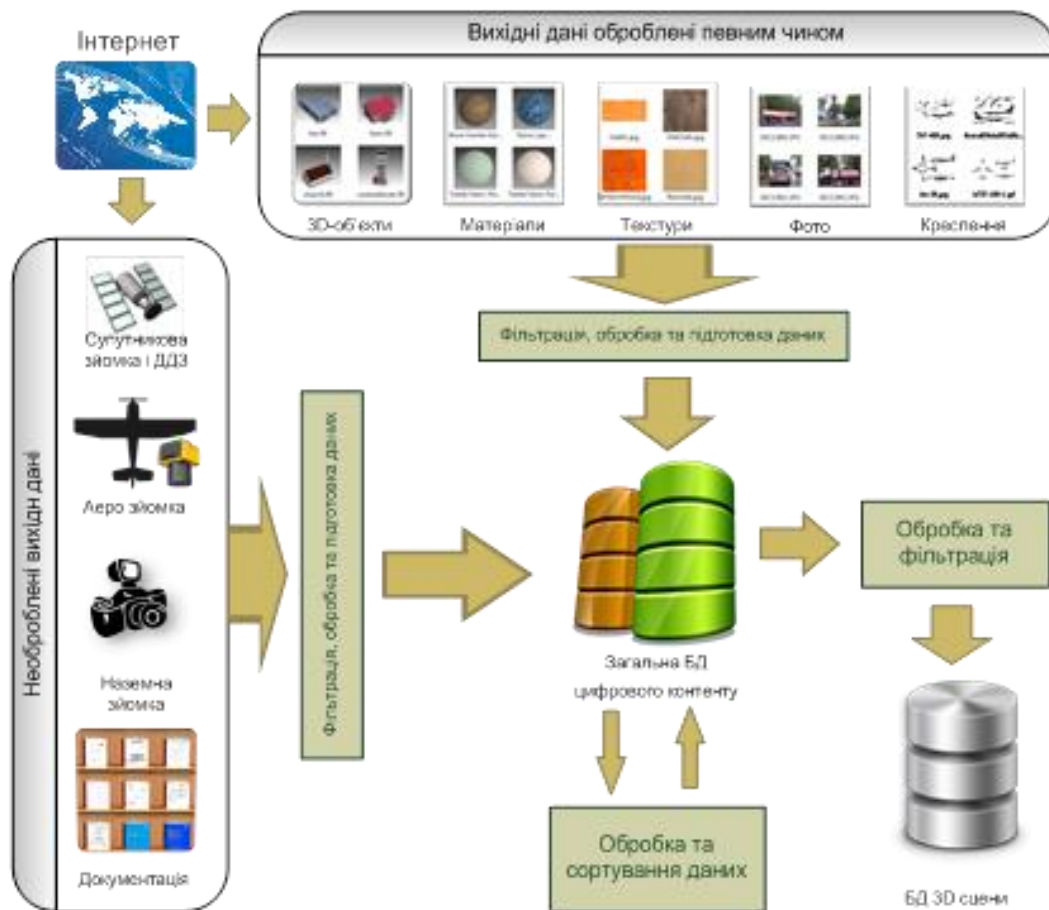 Інтернет
Вихідні дані оброблені певним чином
3D-об'єкти
Матеріали
Текстури
Фото
Креслення
Фільтрація, обробка та підготовка даних
Необроблені вихідн дані
Супутникова
зйомка і ДДЗ
Аеро зйомка
Наземна
зйомка
Документація
Фільтрація, обробка та підготовка даних
Загальна БД
цифрового контенту
Обробка та
фільтрація
Обробка та
сортування даних
БД 3D сцени